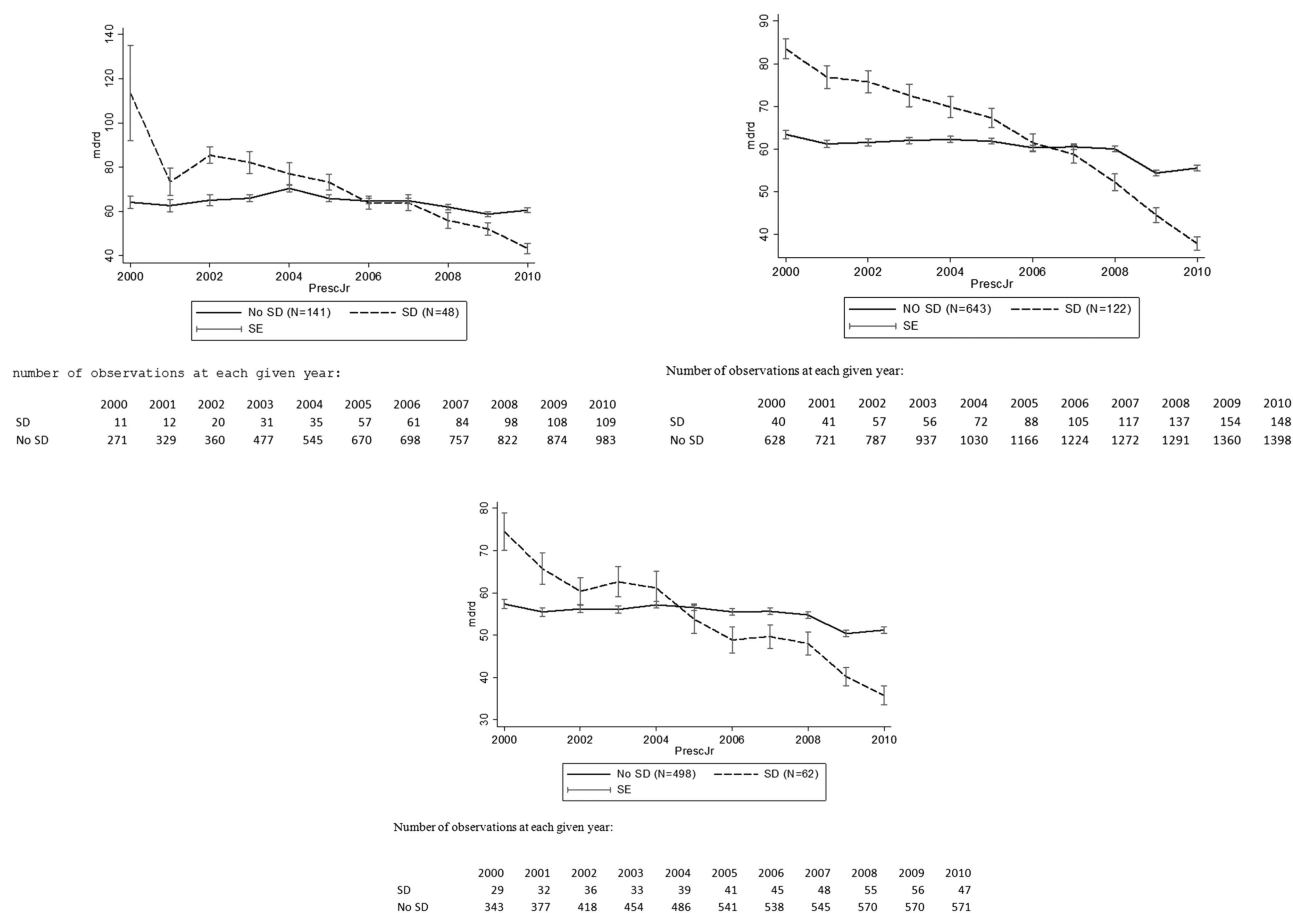 140
120
100
80
60
40
mdrd
2000 2002 2004 2006 2008 2010
PrescJr
No SD (N=141) SD (N=48)
SE
number of observations at each given year:
2000 2001 2002 2003 2004 2005 2006 2007 2008 2009 2010
SD 11 12 20 31 35 57 61 84 98 108 109
No SD 271 329 360 477 545 670 698 757 822 874 983
90
80
70
60
50
40
mdrd
2000 2002 2004 2006 2008 2010
PrescJr
NO SD (N=643) SD (N=122)
SE
Number of observations at each given year:
2000 2001 2002 2003 2004 2005 2006 2007 2008 2009 2010
SD 40 41 57 56 72 88 105 117 137 154 148
No SD 628 721 787 937 1030 1166 1224 1272 1291 1360 1398
80
70
60
50
40
30
mdrd
2000 2002 2004 2006 2008 2010
PrescJr
No SD (N=498) SD (N=62)
SE
Number of observations at each given year:
2000 2001 2002 2003 2004 2005 2006 2007 2008 2009 2010
SD 29 32 36 33 39 41 45 48 55 56 47
No SD 343 377 418 454 486 541 538 545 570 570 571